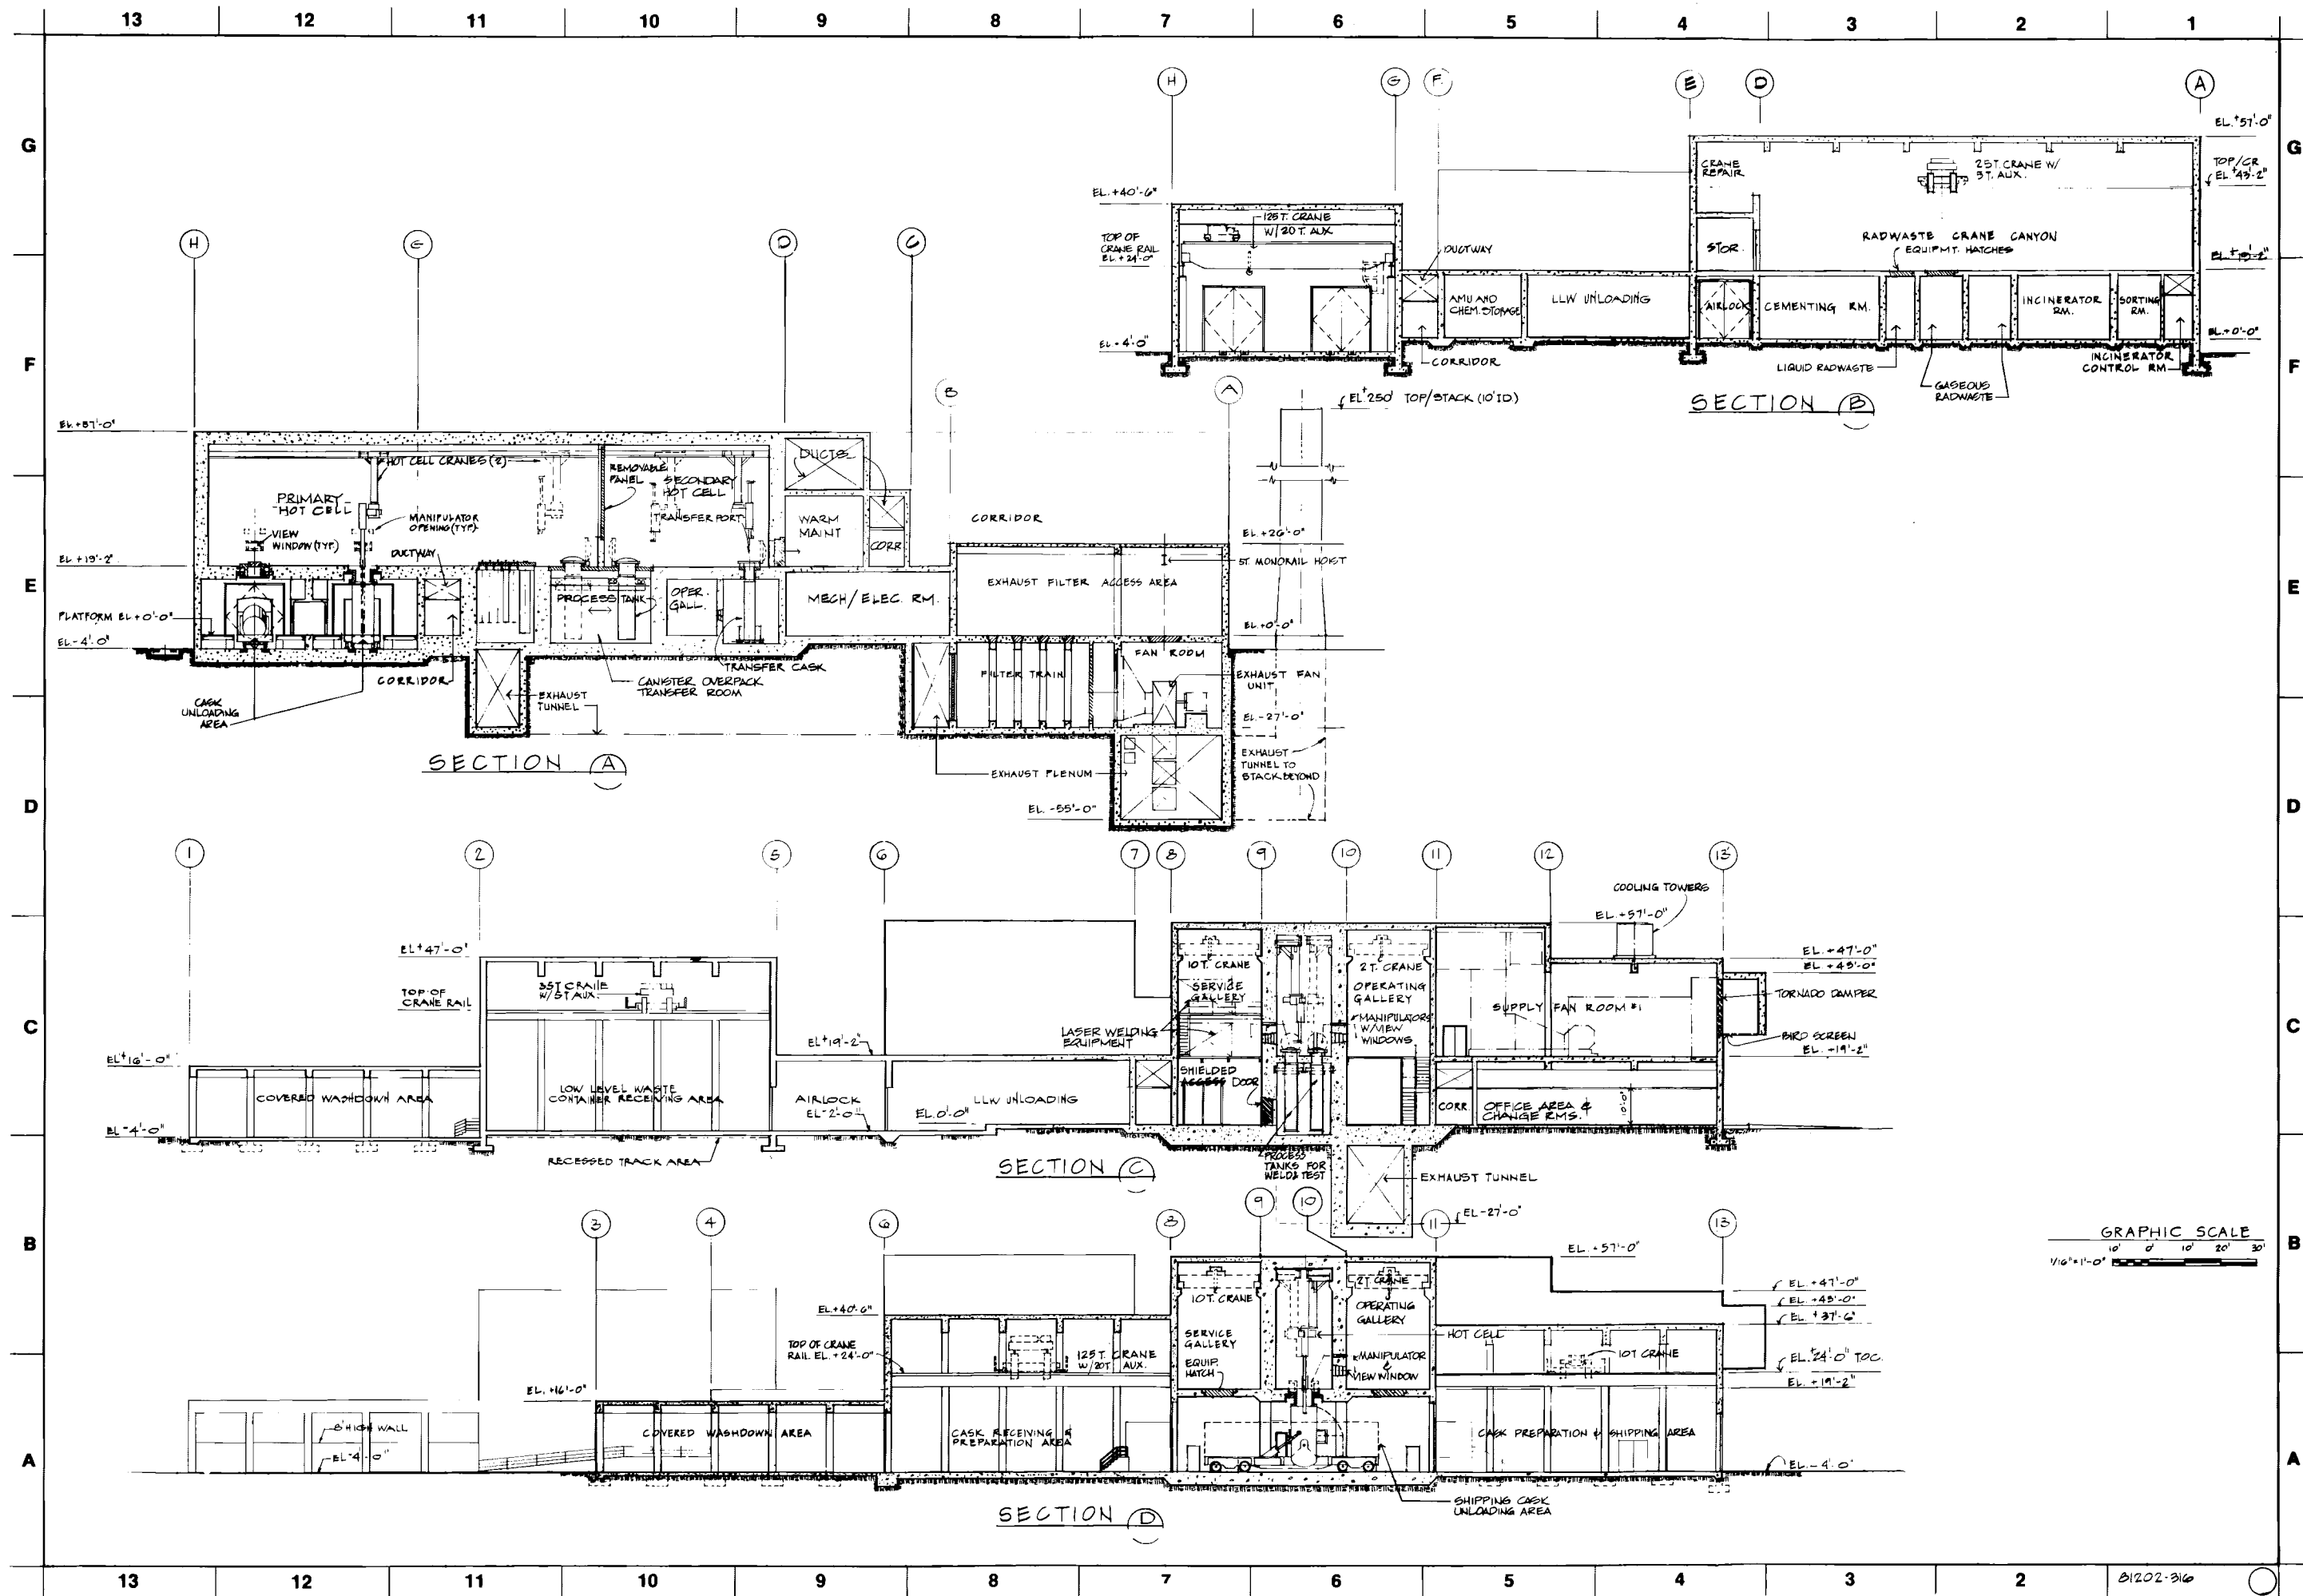 13 12 11 10 9 8 7 6 5 4 3 2 1
G
F
E
D
C
B
A
G
F
E
D
C
B
A
H
G
F
E
D
A
EL. +57'-0"
TOP/CR
EL. +43'-2"
EL. +19'-2"
EL. +0'-0"
CRANE
REPAIR
25T. CRANE W/
3T. AUX.
STOR.
RADWASTE CRANE CANYON
EQUIPMT. HATCHES
EL. +40'-6"
TOP OF
CRANE RAIL
EL. +24'-0"
EL -4'-0"
125T. CRANE
W/20T. AUX
DUCTWAY
AMU AND
CHEM. STORAGE
LLW UNLOADING
AIRLOCK
CEMENTING RM.
INCINERATOR
RM.
SORTING
RM.
CORRIDOR
LIQUID RADWASTE
GASEOUS
RADWASTE
INCINERATOR
CONTROL RM
SECTION B
H
G
D
C
B
A
EL. +57'-0"
EL +19'-2"
PLATFORM EL +0'-0"
EL -4'-0"
HOT CELL CRANES (2)
PRIMARY
HOT CELL
MANIPULATOR
OPENING (TYP.)
VIEW
WINDOW (TYP.)
DUCTWAY
REMOVABLE
PANEL
SECONDARY
HOT CELL
TRANSFER PORT
DUCTS
WARM
MAINT
CORR
CORRIDOR
PROCESS TANK
OPER.
GALL.
MECH/ELEC. RM.
EXHAUST FILTER ACCESS AREA
EL. +26'-0"
5T. MONORAIL HOIST
EL +0'-0"
EL. +250' TOP/STACK (10' I.D.)
CASK
UNLOADING
AREA
CORRIDOR
EXHAUST
TUNNEL
CANISTER OVERPACK
TRANSFER ROOM
TRANSFER CASK
FILTER TRAIN
FAN ROOM
EXHAUST FAN
UNIT
EL. -27'-0"
EXHAUST
TUNNEL TO
STACK BEYOND
EXHAUST PLENUM
EL. -55'-0"
SECTION A
1
2
5
6
7
8
9
10
11
12
13
EL +47'-0"
TOP OF
CRANE RAIL
35T CRANE
W/5T AUX.
EL +16'-0"
EL -4'-0"
COVERED WASHDOWN AREA
LOW LEVEL WASTE
CONTAINER RECEIVING AREA
RECESSED TRACK AREA
EL +19'-2"
AIRLOCK
EL -2'-0"
EL. 0'-0"
LLW UNLOADING
10T. CRANE
SERVICE
GALLERY
LASER WELDING
EQUIPMENT
SHIELDED
ACCESS DOOR
2T. CRANE
OPERATING
GALLERY
MANIPULATORS
W/VIEW
WINDOWS
COOLING TOWERS
EL. +57'-0"
EL. +47'-0"
EL. +43'-0"
TORNADO DAMPER
BIRD SCREEN
EL. +19'-2"
SUPPLY FAN ROOM #1
CORR.
OFFICE AREA &
CHANGE RMS.
10'-0"
PROCESS
TANKS FOR
WELD & TEST
EXHAUST TUNNEL
EL -27'-0"
SECTION C
3
4
6
8
9
10
11
13
GRAPHIC SCALE
10' 0' 10' 20' 30'
1/16"=1'-0"
EL. +57'-0"
EL. +47'-0"
EL. +43'-0"
EL. +37'-6"
EL. +24'-0" T.O.C.
EL. +19'-2"
EL. -4'-0"
EL. +40'-6"
TOP OF CRANE
RAIL EL. +24'-0"
EL. +16'-0"
8' HIGH WALL
EL -4'-0"
COVERED WASHDOWN AREA
125T. CRANE
W/20T. AUX.
CASK RECEIVING &
PREPARATION AREA
10T. CRANE
SERVICE
GALLERY
EQUIP.
HATCH
2T CRANE
OPERATING
GALLERY
HOT CELL
MANIPULATOR
&
VIEW WINDOW
10T CRANE
CASK PREPARATION & SHIPPING AREA
SHIPPING CASK
UNLOADING AREA
SECTION D
13 12 11 10 9 8 7 6 5 4 3 2
81202-316